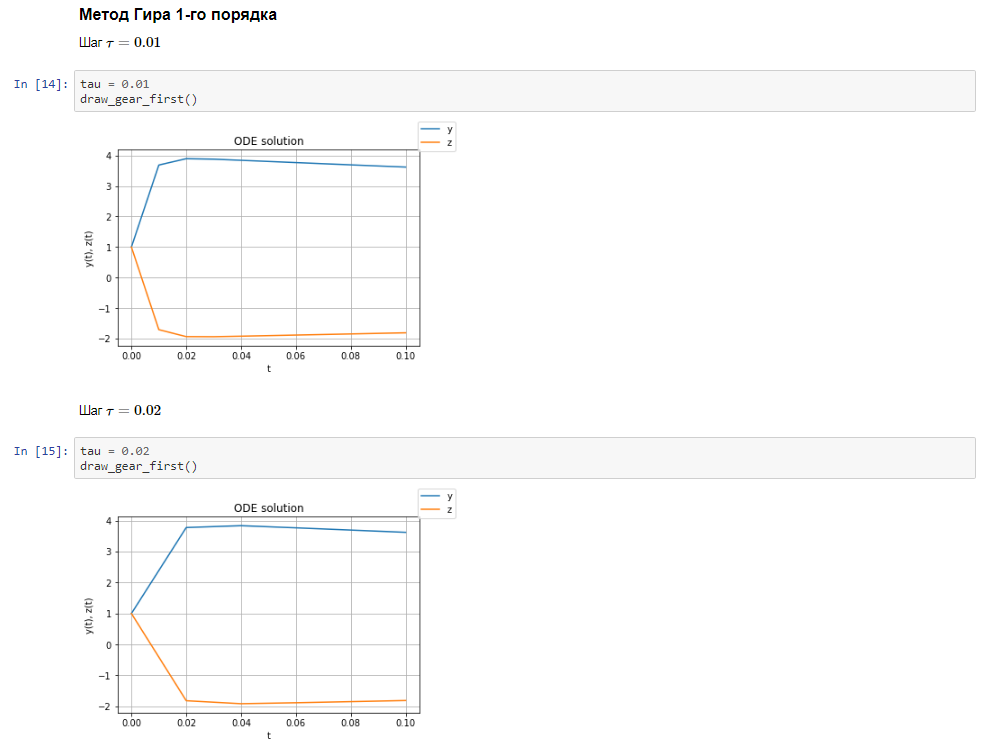 Метод Гира 1-го порядка
Шаг τ = 0.01
In [14]: tau = 0.01
draw_gear_first()
y
z
ODE solution
4
3
2
1
0
−1
−2
y(t), z(t)
0.00 0.02 0.04 0.06 0.08 0.10
t
Шаг τ = 0.02
In [15]: tau = 0.02
draw_gear_first()
y
z
ODE solution
4
3
2
1
0
−1
−2
y(t), z(t)
0.00 0.02 0.04 0.06 0.08 0.10
t